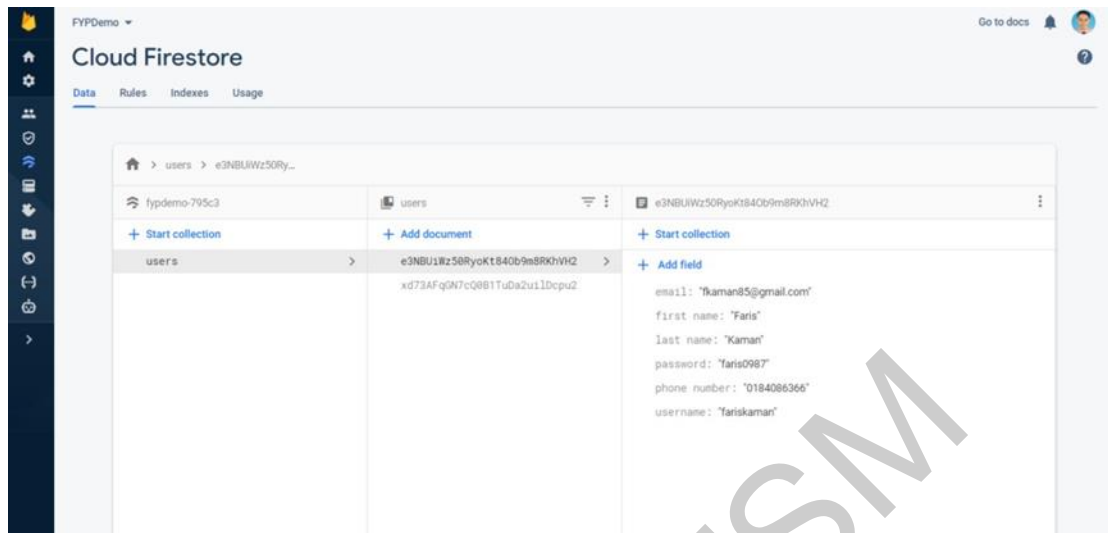 FYPDemo
Go to docs
Cloud Firestore
Data Rules Indexes Usage
users > e3NBUiWz50Ry...
fypdemo-795c3
users
e3NBUiWz50RyoKt84Ob9m8RKhVH2
+ Start collection
+ Add document
+ Start collection
users
e3NBUiWz50RyoKt84Ob9m8RKhVH2
xd73AFqGN7cQ0B1TuDa2uilDcpu2
+ Add field
email: "fkaman85@gmail.com"
first name: "Faris"
last name: "Kaman"
password: "faris0987"
phone number: "0184086366"
username: "fariskaman"
SM